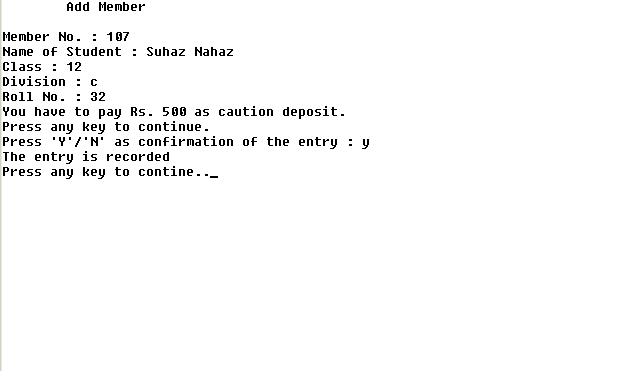 Add Member
Member No. : 107
Name of Student : Suhaz Nahaz
Class : 12
Division : c
Roll No. : 32
You have to pay Rs. 500 as caution deposit.
Press any key to continue.
Press 'Y'/'N' as confirmation of the entry : y
The entry is recorded
Press any key to contine.._